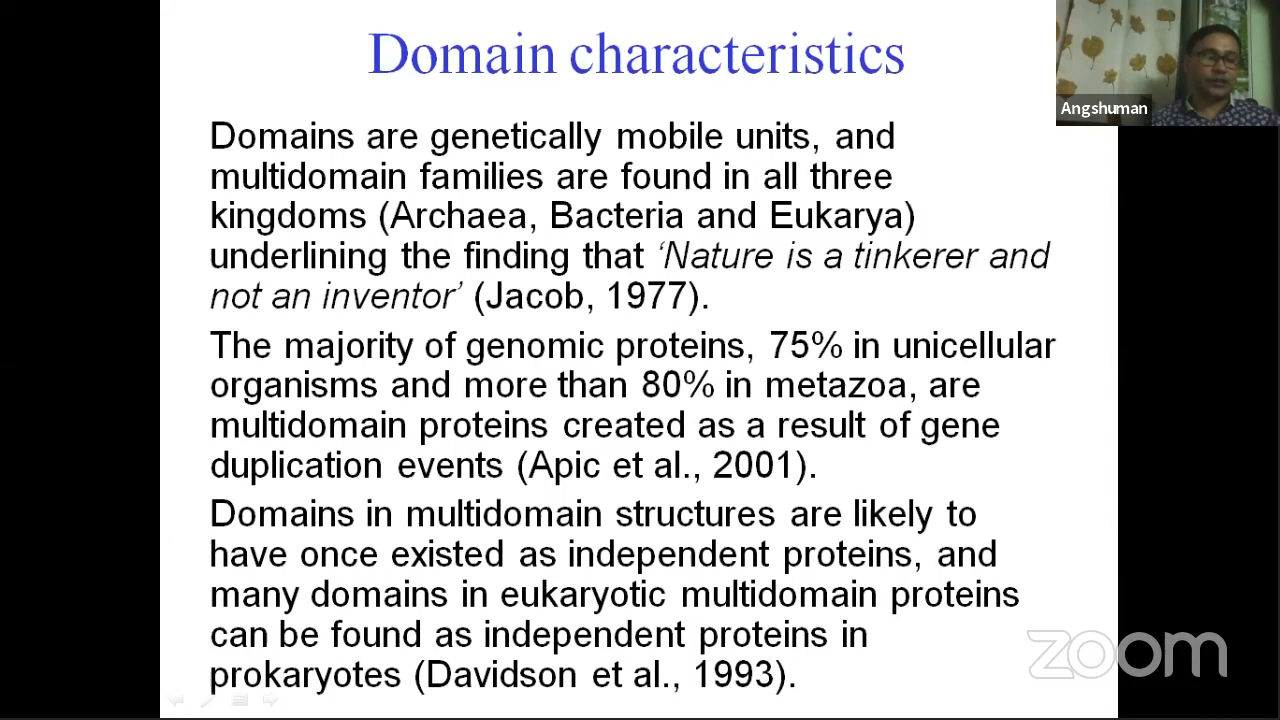 Domain characteristics
Angshuman
Domains are genetically mobile units, and
multidomain families are found in all three
kingdoms (Archaea, Bacteria and Eukarya)
underlining the finding that ‘Nature is a tinkerer and
not an inventor’ (Jacob, 1977).
The majority of genomic proteins, 75% in unicellular
organisms and more than 80% in metazoa, are
multidomain proteins created as a result of gene
duplication events (Apic et al., 2001).
Domains in multidomain structures are likely to
have once existed as independent proteins, and
many domains in eukaryotic multidomain proteins
can be found as independent proteins in
prokaryotes (Davidson et al., 1993).
zoom